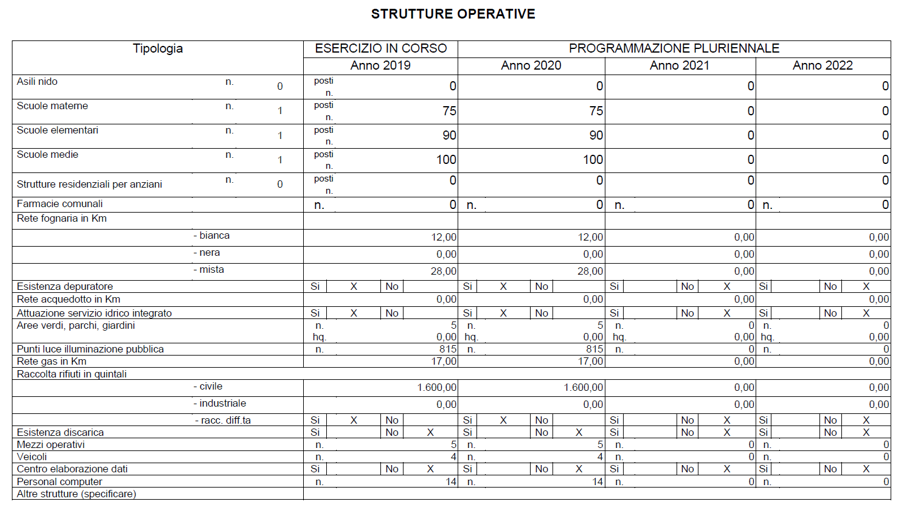 STRUTTURE OPERATIVE
Tipologia ESERCIZIO IN CORSO PROGRAMMAZIONE PLURIENNALE
Anno 2019 Anno 2020 Anno 2021 Anno 2022
Asili nido n. 0 posti n. 0 0 0 0
Scuole materne n. 1 posti n. 75 75 0 0
Scuole elementari n. 1 posti n. 90 90 0 0
Scuole medie n. 1 posti n. 100 100 0 0
Strutture residenziali per anziani n. 0 posti n. 0 0 0 0
Farmacie comunali n. 0 n. 0 n. 0 n. 0
Rete fognaria in Km
- bianca 12,00 12,00 0,00 0,00
- nera 0,00 0,00 0,00 0,00
- mista 28,00 28,00 0,00 0,00
Esistenza depuratore Si X No Si X No Si No X Si No X
Rete acquedotto in Km 0,00 0,00 0,00 0,00
Attuazione servizio idrico integrato Si X No Si X No Si No X Si No X
Aree verdi, parchi, giardini n. 5 n. 5 n. 0 n. 0
hq. 0,00 hq. 0,00 hq. 0,00 hq. 0,00
Punti luce illuminazione pubblica n. 815 n. 815 n. 0 n. 0
Rete gas in Km 17,00 17,00 0,00 0,00
Raccolta rifiuti in quintali
- civile 1.600,00 1.600,00 0,00 0,00
- industriale 0,00 0,00 0,00 0,00
- racc. diff.ta Si X No Si X No Si No X Si No X
Esistenza discarica Si No X Si No X Si No X Si No X
Mezzi operativi n. 5 n. 5 n. 0 n. 0
Veicoli n. 4 n. 4 n. 0 n. 0
Centro elaborazione dati Si No X Si No X Si No X Si No X
Personal computer n. 14 n. 14 n. 0 n. 0
Altre strutture (specificare)